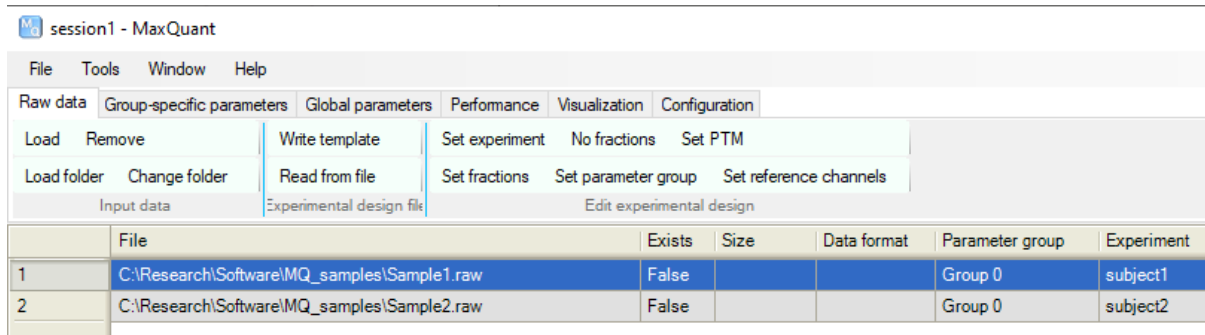 session1 - MaxQuant
File Tools Window Help
Raw data Group-specific parameters Global parameters Performance Visualization Configuration
Load Remove Write template Set experiment No fractions Set PTM
Load folder Change folder Read from file Set fractions Set parameter group Set reference channels
Input data Experimental design file Edit experimental design
File Exists Size Data format Parameter group Experiment
1 C:\Research\Software\MQ_samples\Sample1.raw False Group 0 subject1
2 C:\Research\Software\MQ_samples\Sample2.raw False Group 0 subject2